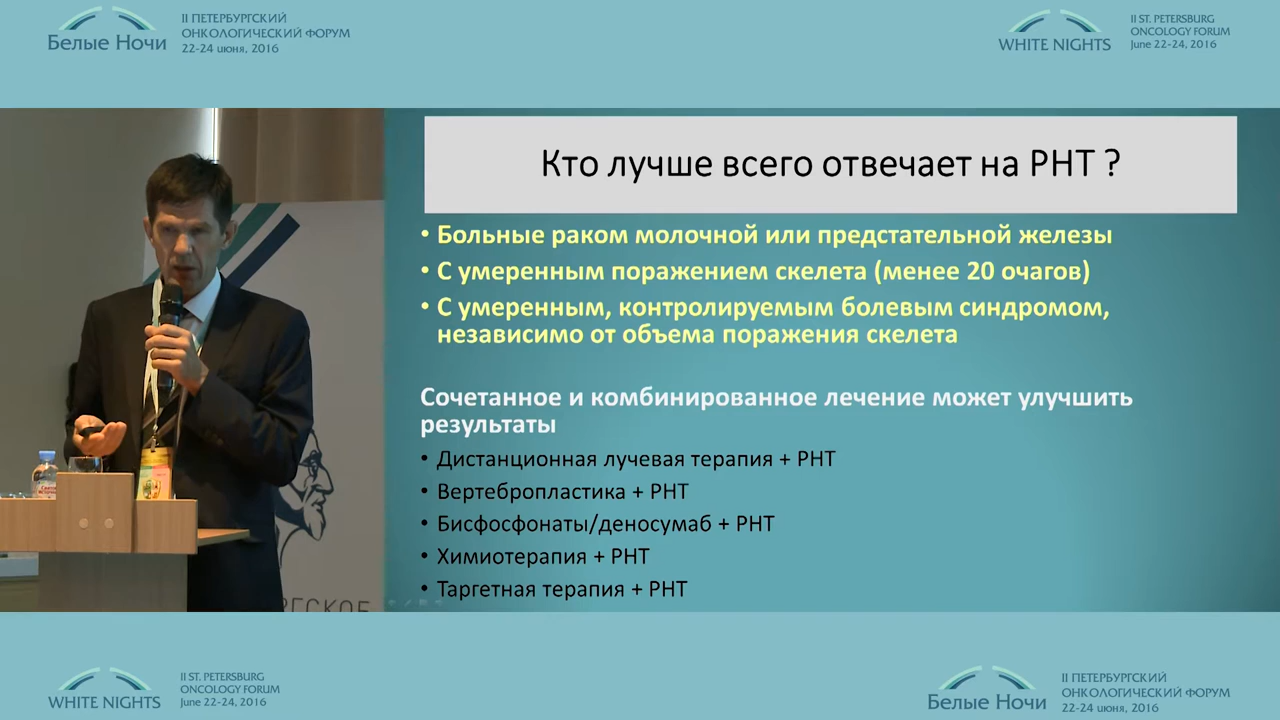 Белые Ночи
II ПЕТЕРБУРГСКИЙ
ОНКОЛОГИЧЕСКИЙ ФОРУМ
22-24 июня, 2016
WHITE NIGHTS
II ST. PETERSBURG
ONCOLOGY FORUM
June 22-24, 2016
Кто лучше всего отвечает на РНТ ?
• Больные раком молочной или предстательной железы
• С умеренным поражением скелета (менее 20 очагов)
• С умеренным, контролируемым болевым синдромом,
независимо от объема поражения скелета
Сочетанное и комбинированное лечение может улучшить
результаты
• Дистанционная лучевая терапия + РНТ
• Вертебропластика + РНТ
• Бисфосфонаты/деносумаб + РНТ
• Химиотерапия + РНТ
• Таргетная терапия + РНТ
WHITE NIGHTS
II ST. PETERSBURG
ONCOLOGY FORUM
June 22-24, 2016
Белые Ночи
II ПЕТЕРБУРГСКИЙ
ОНКОЛОГИЧЕСКИЙ ФОРУМ
22-24 июня, 2016